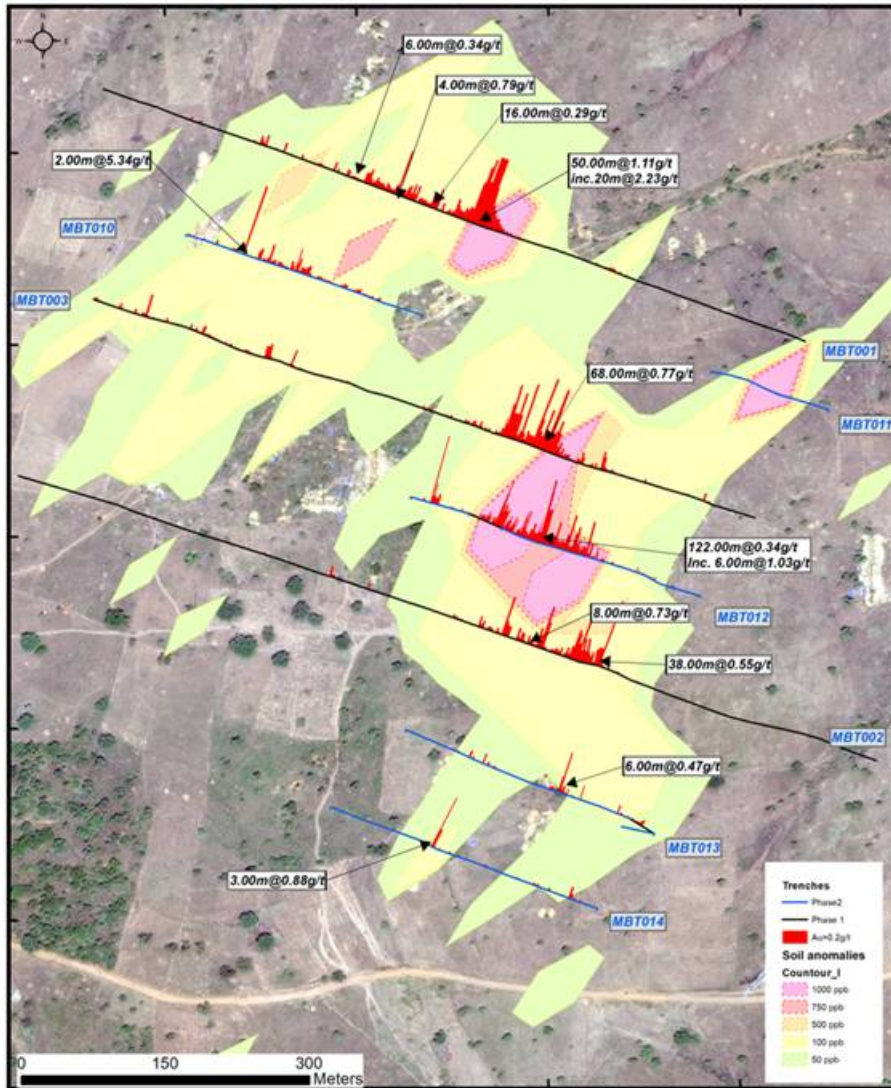 N
W
E
S
6.00m@0.34g/t
4.00m@0.79g/t
16.00m@0.29g/t
2.00m@5.34g/t
50.00m@1.11g/t
inc.20m@2.23g/t
MBT010
MBT003
MBT001
68.00m@0.77g/t
MBT011
122.00m@0.34g/t
Inc. 6.00m@1.03g/t
8.00m@0.73g/t
MBT012
38.00m@0.55g/t
MBT002
6.00m@0.47g/t
MBT013
3.00m@0.88g/t
MBT014
Trenches
Phase2
Phase 1
Au>0.2g/t
Soil anomalies
Countour_I
1000 ppb
750 ppb
500 ppb
100 ppb
50 ppb
0 150 300
Meters